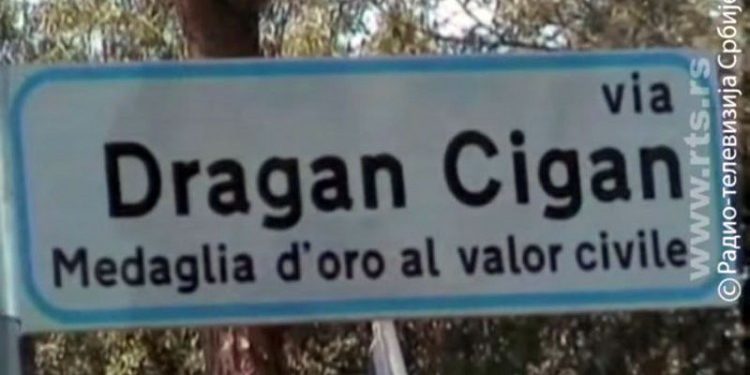 via
Dragan Cigan
Medaglia d'oro al valor civile
www.rts.rs
©Радио-телевизија Србије